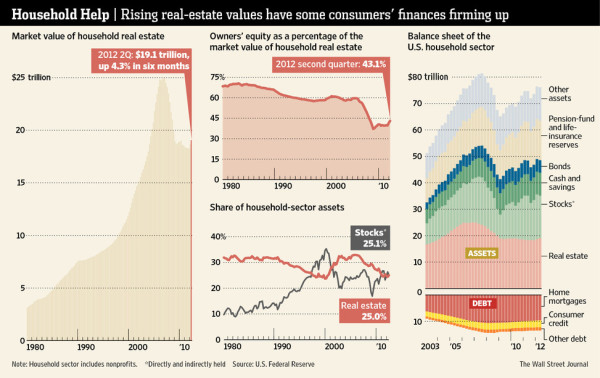 Household Help | Rising real-estate values have some consumers' finances firming up
Market value of household real estate
2012 2Q: $19.1 trillion,
up 4.3% in six months
$25 trillion
20
15
10
5
0
1980
1990
2000
'10
Owners' equity as a percentage of the
market value of household real estate
2012 second quarter: 43.1%
75%
60
45
30
15
0
1980
1990
2000
'10
Share of household-sector assets
40%
30
20
10
0
Stocks*
25.1%
Real estate
25.0%
1980
1990
2000
'10
Balance sheet of the
U.S. household sector
$80 trillion
70
60
50
40
30
20
10
0
10
Other
assets
Pension-fund
and life-
insurance
reserves
Bonds
Cash and
savings
Stocks*
Real estate
ASSETS
Home
mortgages
DEBT
Consumer
credit
Other debt
2003
'05
'10
'12
Note: Household sector includes nonprofits. *Directly and indirectly held Source: U.S. Federal Reserve
The Wall Street Journal